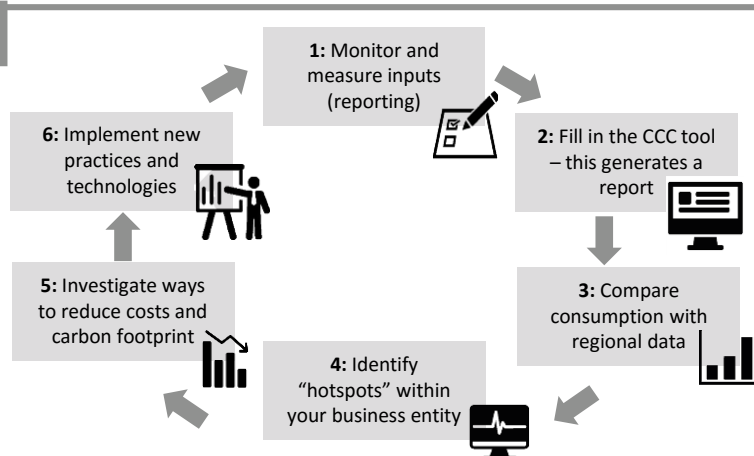 1: Monitor and
measure inputs
(reporting)
2: Fill in the CCC tool
– this generates a
report
3: Compare
consumption with
regional data
4: Identify
“hotspots” within
your business entity
5: Investigate ways
to reduce costs and
carbon footprint
6: Implement new
practices and
technologies